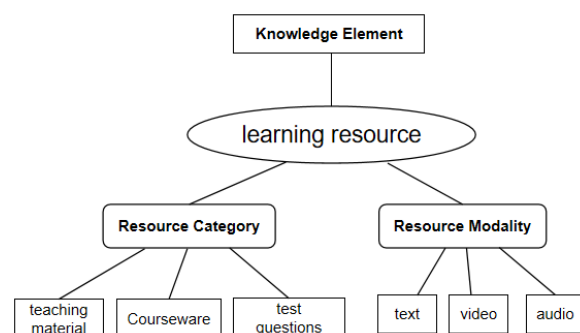 Knowledge Element
learning resource
Resource Category
Resource Modality
teaching
material
Courseware
test
questions
text
video
audio